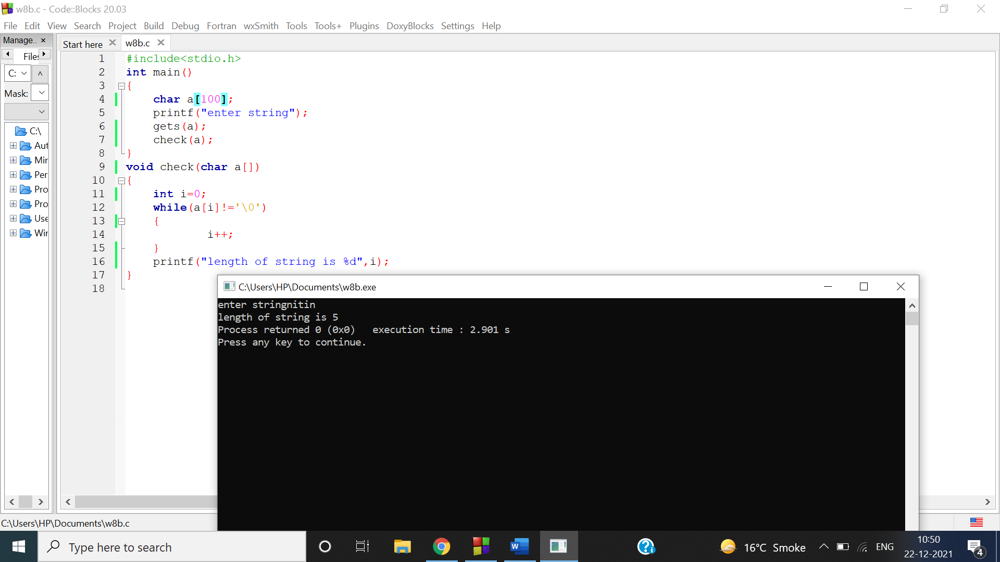 w8b.c - Code::Blocks 20.03
File Edit View Search Project Build Debug Fortran wxSmith Tools Tools+ Plugins DoxyBlocks Settings Help
Manage..
Start here
w8b.c
Files
C:
Mask:
C:\
Aut
Mir
Per
Pro
Pro
Use
Wir
1 #include<stdio.h>
2 int main()
3 {
4 char a[100];
5 printf("enter string");
6 gets(a);
7 check(a);
8 }
9 void check(char a[])
10 {
11 int i=0;
12 while(a[i]!='\0')
13 {
14 i++;
15 }
16 printf("length of string is %d",i);
17 }
18
C:\Users\HP\Documents\w8b.exe
enter stringnitin
length of string is 5
Process returned 0 (0x0)   execution time : 2.901 s
Press any key to continue.
C:\Users\HP\Documents\w8b.c
Type here to search
16°C Smoke
ENG
10:50
22-12-2021
4